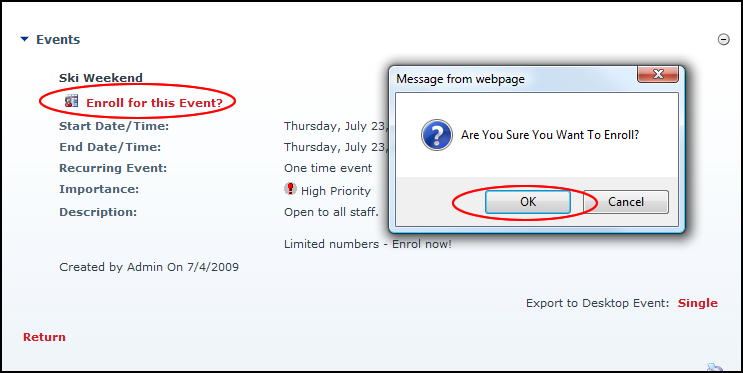 Events
Ski Weekend
Enroll for this Event?
Start Date/Time: Thursday, July 23,
End Date/Time: Thursday, July 23,
Recurring Event: One time event
Importance: High Priority
Description: Open to all staff.
Limited numbers - Enrol now!
Created by Admin On 7/4/2009
Message from webpage
Are You Sure You Want To Enroll?
OK Cancel
Export to Desktop Event: Single
Return